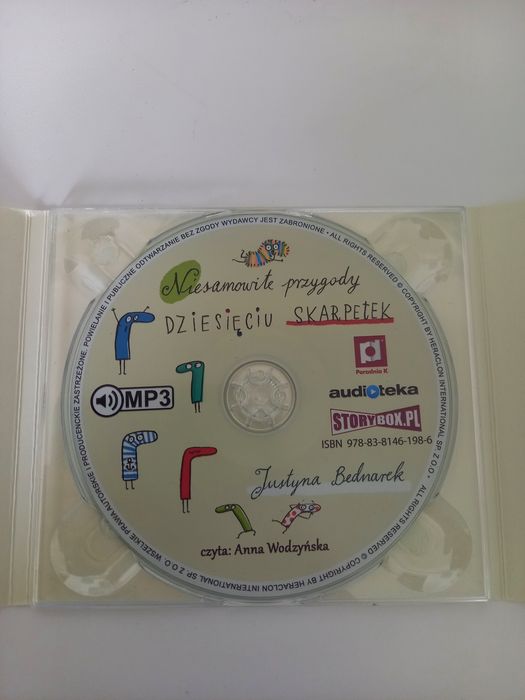 Niesamowite przygody
DZIESIĘCIU SKARPETEK
MP3
Poradnia K
audioteka
STORYBOX.PL
ISBN 978-83-8146-198-6
Justyna Bednarek
czyta: Anna Wodzyńska
WSZELKIE PRAWA AUTORSKIE I PRODUCENCKIE ZASTRZEŻONE. POWIELANIE I PUBLICZNE ODTWARZANIE BEZ ZGODY WYDAWCY JEST ZABRONIONE • ALL RIGHTS RESERVED © COPYRIGHT BY HERACLON INTERNATIONAL SP. Z O.O. • ALL RIGHTS RESERVED © COPYRIGHT BY HERACLON INTERNATIONAL SP. Z O.O.